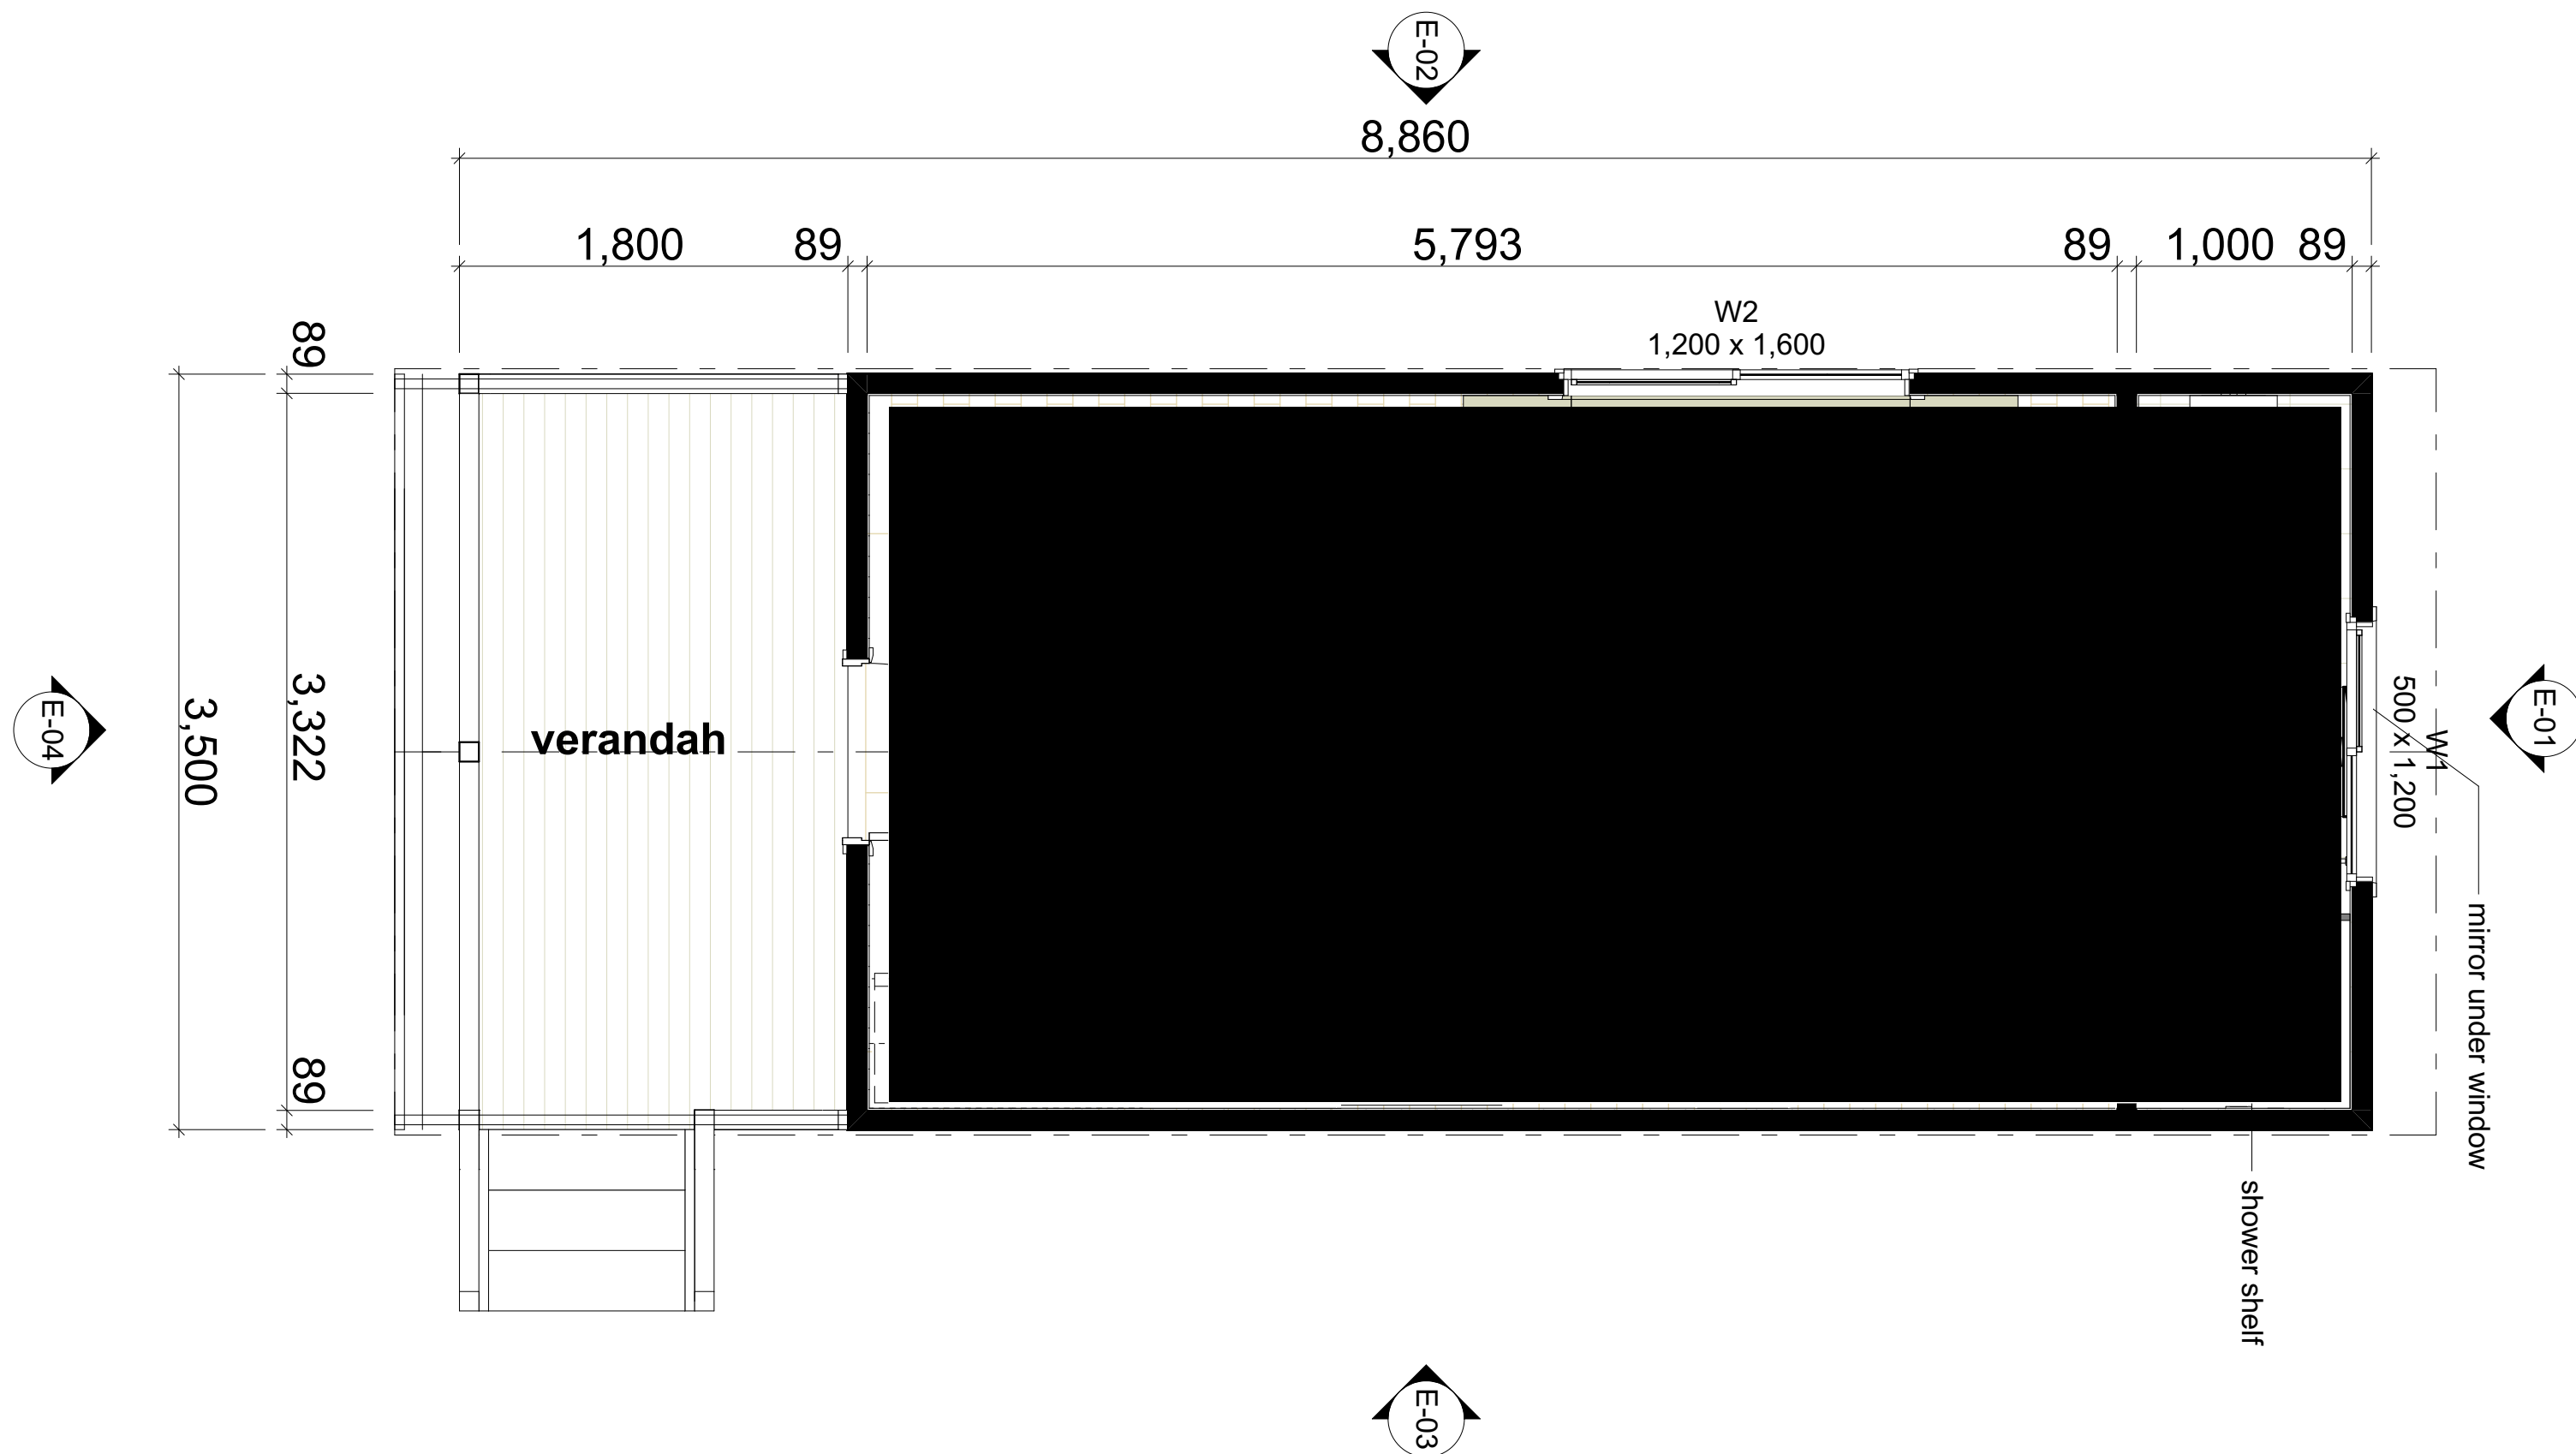 E-02
8,860
1,800 89 5,793 89 1,000 89
W2
1,200 x 1,600
89
3,322
3,500
89
verandah
E-04
E-01
W1
500 x 1,200
mirror under window
shower shelf
E-03